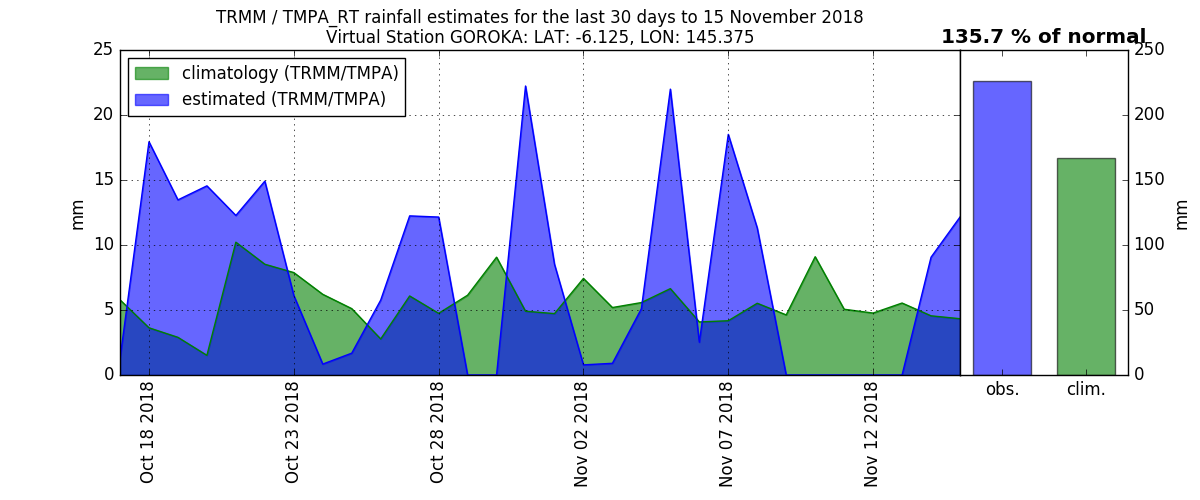 TRMM / TMPA_RT rainfall estimates for the last 30 days to 15 November 2018
Virtual Station GOROKA: LAT: -6.125, LON: 145.375
135.7 % of normal
climatology (TRMM/TMPA)
estimated (TRMM/TMPA)
25
20
15
10
5
0
mm
Oct 18 2018
Oct 23 2018
Oct 28 2018
Nov 02 2018
Nov 07 2018
Nov 12 2018
obs.
clim.
250
200
150
100
50
0
mm